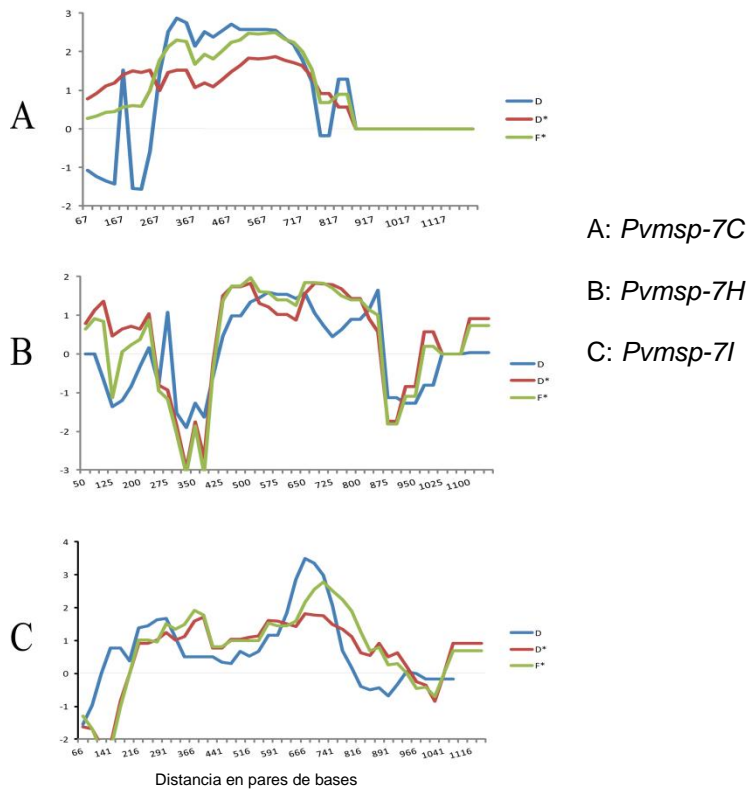 A
3
2
1
0
-1
-2
67 167 267 367 467 567 667 717 817 917 1017 1117
D
D*
F*
A: Pvmsp-7C
B: Pvmsp-7H
C: Pvmsp-7I
B
2
1
0
-1
-2
-3
50 125 200 275 350 425 500 575 650 725 800 875 950 1025 1100
D
D*
F*
C
4
3
2
1
0
-1
-2
66 141 216 291 366 441 516 591 666 741 816 891 966 1041 1116
D
D*
F*
Distancia en pares de bases